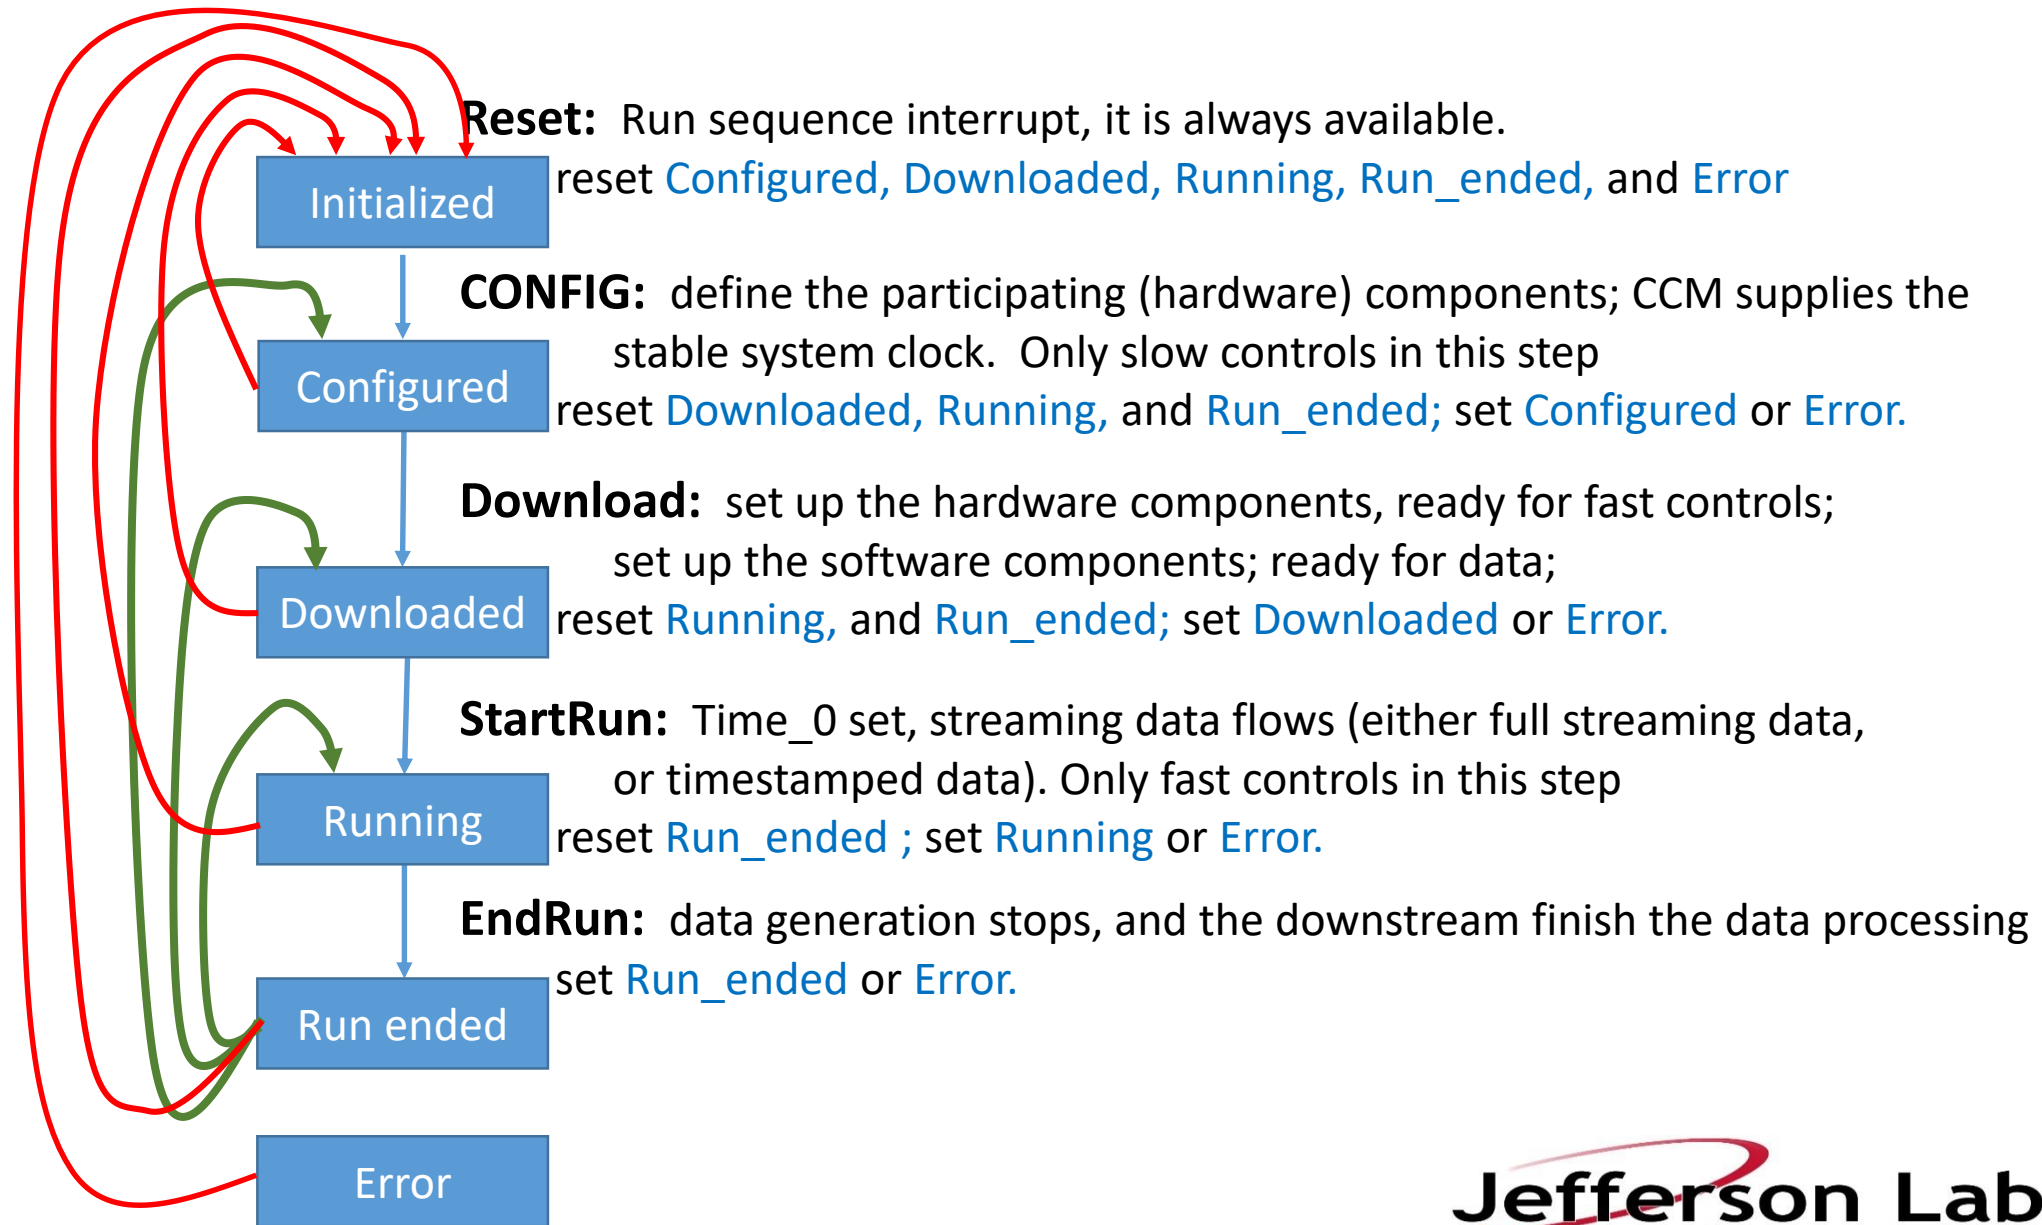 Reset: Run sequence interrupt, it is always available.
reset Configured, Downloaded, Running, Run_ended, and Error
Initialized
CONFIG: define the participating (hardware) components; CCM supplies the
stable system clock. Only slow controls in this step
reset Downloaded, Running, and Run_ended; set Configured or Error.
Configured
Download: set up the hardware components, ready for fast controls;
set up the software components; ready for data;
reset Running, and Run_ended; set Downloaded or Error.
Downloaded
StartRun: Time_0 set, streaming data flows (either full streaming data,
or timestamped data). Only fast controls in this step
reset Run_ended ; set Running or Error.
Running
EndRun: data generation stops, and the downstream finish the data processing
set Run_ended or Error.
Run ended
Error
Jefferson Lab